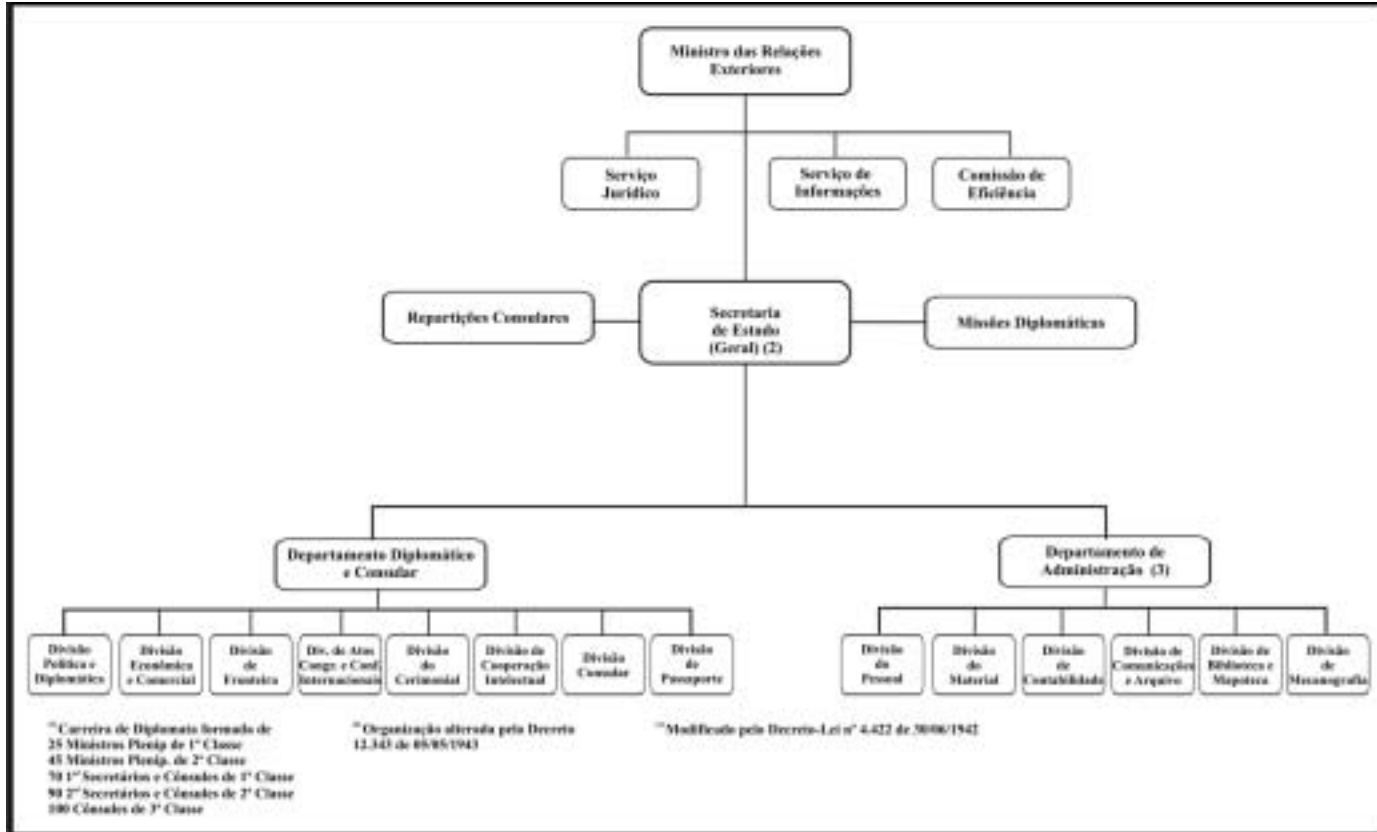 Ministro das Relações
Exteriores
Serviço
Jurídico
Serviço de
Informações
Comissão de
Eficiência
Repartições Consulares
Secretaria
de Estado
(Geral) (2)
Missões Diplomáticas
Departamento Diplomático
e Consular
Departamento de
Administração (3)
Divisão
Política e
Diplomática
Divisão
Econômica
e Comercial
Divisão
de
Fronteira
Div. de Atos
Congr. e Conf.
Internacionais
Divisão
do
Cerimonial
Divisão de
Cooperação
Intelectual
Divisão
Consular
Divisão
de
Passaporte
Divisão
do
Pessoal
Divisão
do
Material
Divisão
de
Contabilidade
Divisão de
Comunicações
e Arquivo
Divisão de
Biblioteca e
Mapoteca
Divisão
de
Mecanografia
Carreira de Diplomata formada de
25 Ministros Plenip de 1ª Classe
45 Ministros Plenip. de 2ª Classe
70 1ºˢ Secretários e Cônsules de 1ª Classe
90 2ºˢ Secretários e Cônsules de 2ª Classe
100 Cônsules de 3ª Classe
Organização alterada pelo Decreto
12.343 de 05/05/1943
Modificado pelo Decreto-Lei nº 4.422 de 30/06/1942